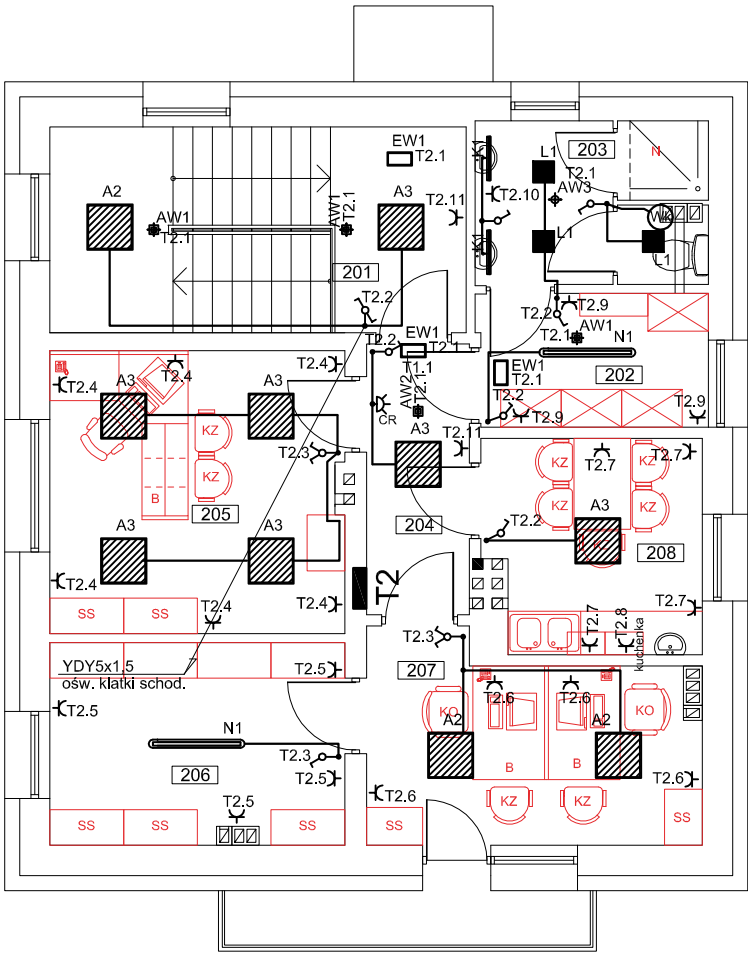 EW1
T2.1
203
N
L1
T2.1
AW3
T2.10
A2
A3
T2.11
AW1
T2.1
AW1
T2.1
WK
L1
L1
201
T2.2
T2.9
T2.2
T2.1
AW1
N1
T2.2
EW1
T2.1
T1.1
EW1
T2.1
202
T2.4
T2.4
T2.4
A3
A3
AW2
T2.1
CR
A3
T2.2
T2.9
T2.9
KZ
T2.3
T2.11
KZ
KZ
T2.7
KZ
T2.7
B
KZ
205
A3
A3
204
KZ
A3
KZ
T2.2
KZ
208
T2.4
T2
T2.4
T2.4
T2.7
SS
SS
T2.7
T2.8
kuchenka
T2.3
207
YDY5x1.5
ośw. klatki schod.
T2.5
T2.5
T2.6
T2.6
KO
KO
A2
A2
N1
T2.3
206
T2.5
B
B
T2.6
T2.5
T2.6
KZ
KZ
SS
SS
SS
SS
SS